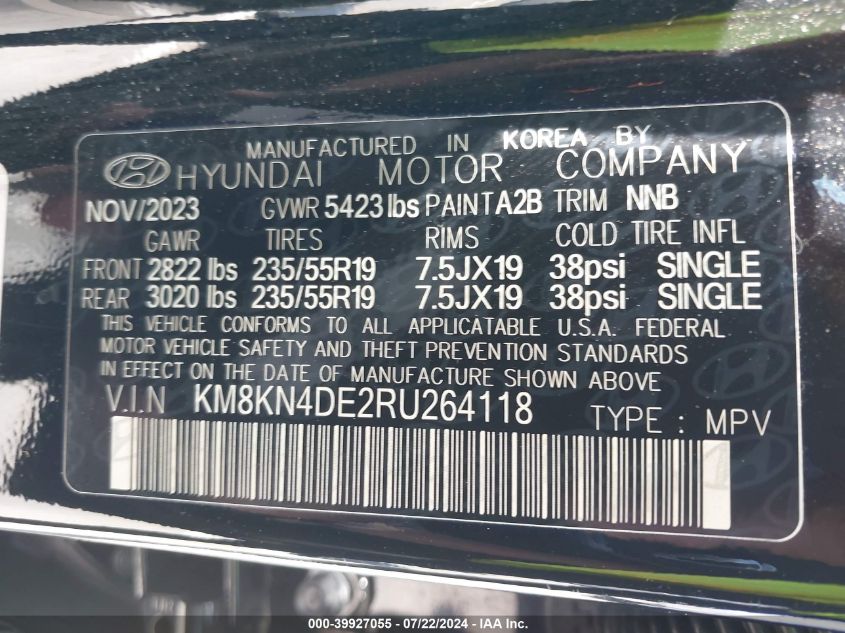 MANUFACTURED IN KOREA BY
HYUNDAI MOTOR COMPANY
NOV/2023 GVWR 5423 lbs PAINT A2B TRIM NNB
GAWR TIRES RIMS COLD TIRE INFL
FRONT 2822 lbs 235/55R19 7.5JX19 38psi SINGLE
REAR 3020 lbs 235/55R19 7.5JX19 38psi SINGLE
THIS VEHICLE CONFORMS TO ALL APPLICATABLE U.S.A. FEDERAL
MOTOR VEHICLE SAFETY AND THEFT PREVENTION STANDARDS
IN EFFECT ON THE DATE OF MANUFACTURE SHOWN ABOVE
V.I.N KM8KN4DE2RU264118 TYPE : MPV
000-39927055 / 07/22/2024 / IAA, Inc. - Copyright